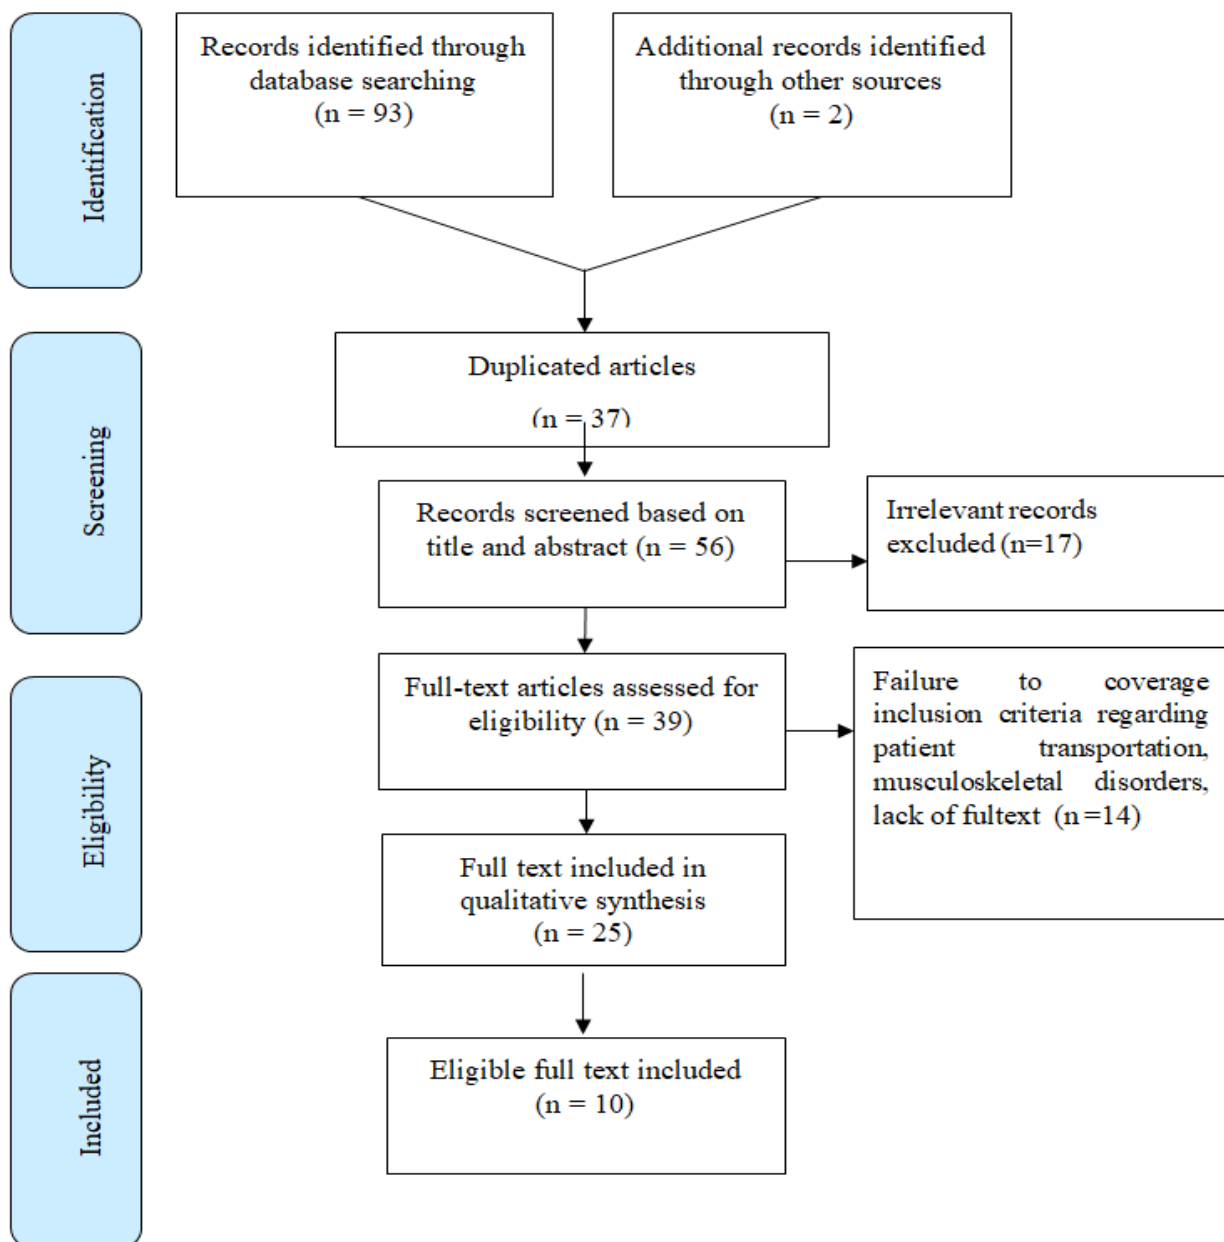 Identification
Records identified through
database searching
(n = 93)
Additional records identified
through other sources
(n = 2)
Screening
Duplicated articles
(n = 37)
Records screened based on
title and abstract (n = 56)
Irrelevant records
excluded (n=17)
Eligibility
Full-text articles assessed for
eligibility (n = 39)
Failure to coverage
inclusion criteria regarding
patient transportation,
musculoskeletal disorders,
lack of fultext (n =14)
Full text included in
qualitative synthesis
(n = 25)
Included
Eligible full text included
(n = 10)